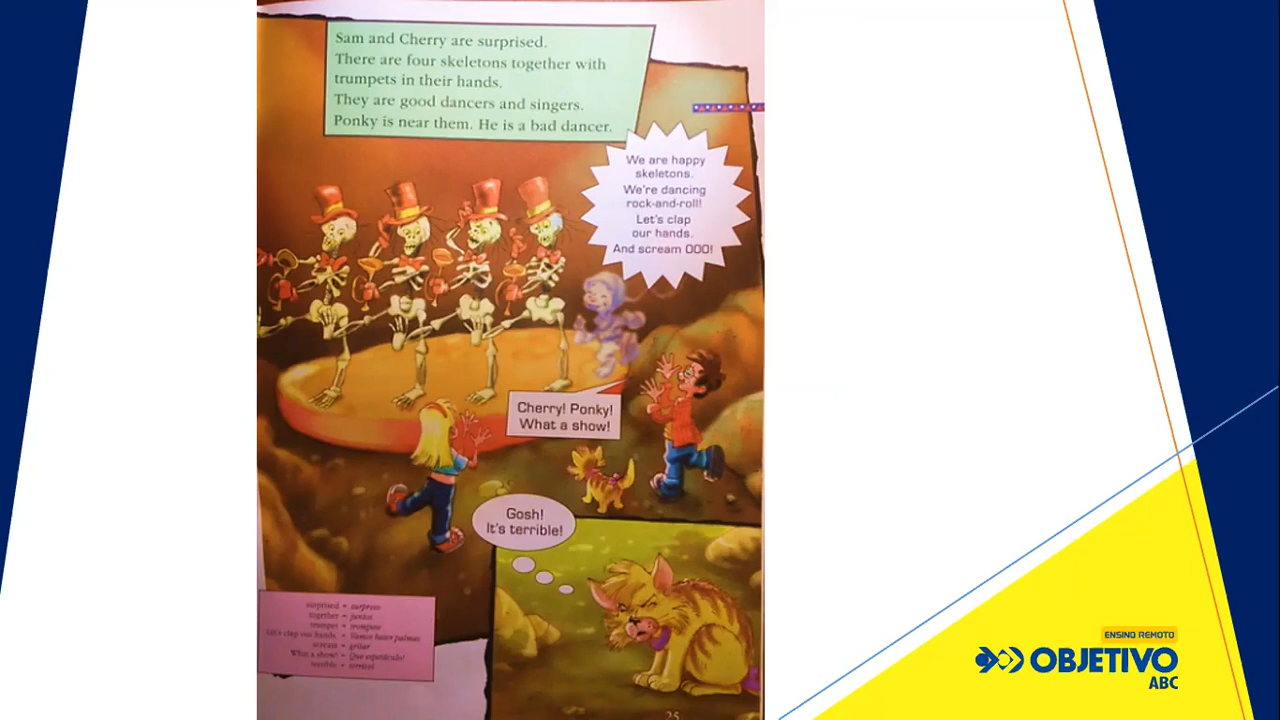 Sam and Cherry are surprised.
There are four skeletons together with
trumpets in their hands.
They are good dancers and singers.
Ponky is near them. He is a bad dancer.
We are happy
skeletons.
We're dancing
rock-and-roll!
Let's clap
our hands.
And scream OOO!
Cherry! Ponky!
What a show!
Gosh!
It's terrible!
surprised = surpreso
together = juntos
trumpet = trompete
Let's clap our hands. = Vamos bater palmas
scream = gritar
What a show! = Que espetáculo!
terrible = terrível
25
ENSINO REMOTO
OBJETIVO
ABC